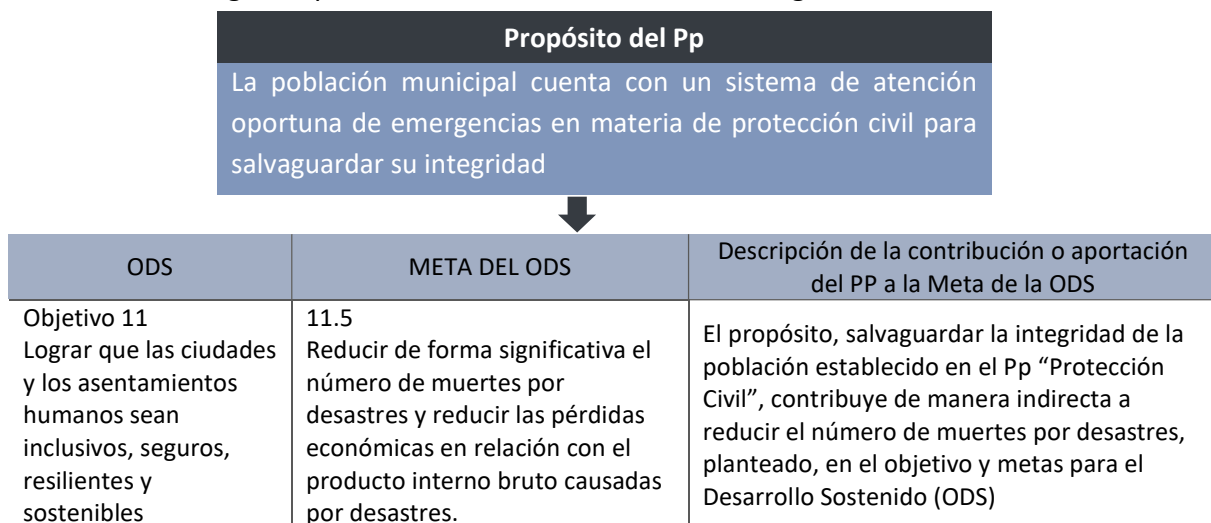 Propósito del Pp
La población municipal cuenta con un sistema de atención
oportuna de emergencias en materia de protección civil para
salvaguardar su integridad
ODS
META DEL ODS
Descripción de la contribución o aportación
del PP a la Meta de la ODS
Objetivo 11
Lograr que las ciudades
y los asentamientos
humanos sean
inclusivos, seguros,
resilientes y
sostenibles
11.5
Reducir de forma significativa el
número de muertes por
desastres y reducir las pérdidas
económicas en relación con el
producto interno bruto causadas
por desastres.
El propósito, salvaguardar la integridad de la
población establecido en el Pp “Protección
Civil”, contribuye de manera indirecta a
reducir el número de muertes por desastres,
planteado, en el objetivo y metas para el
Desarrollo Sostenido (ODS)